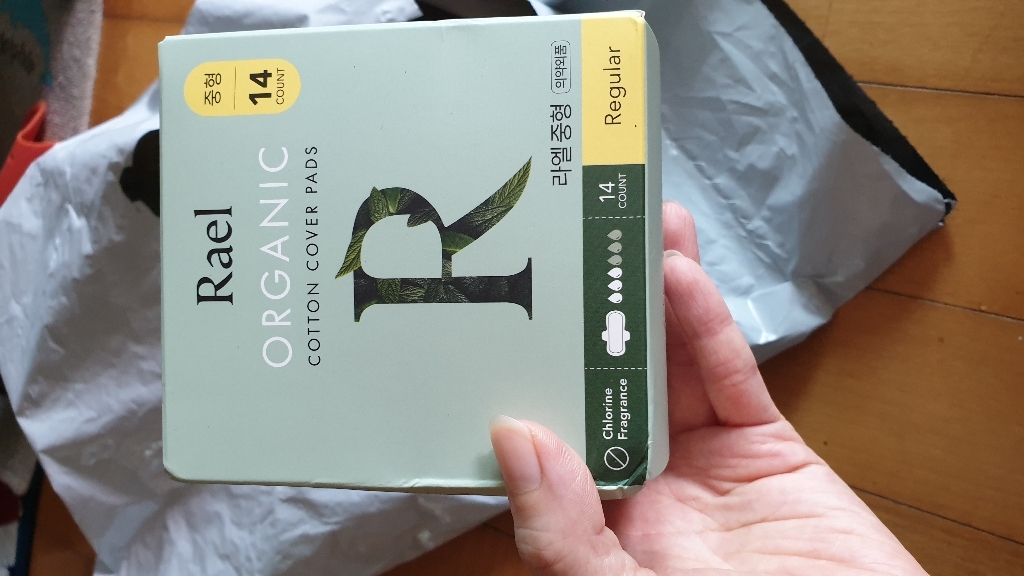 중형
14
COUNT
Rael
ORGANIC
COTTON COVER PADS
R
라엘 중형 의약외품
Chlorine
Fragrance
14
COUNT
Regular